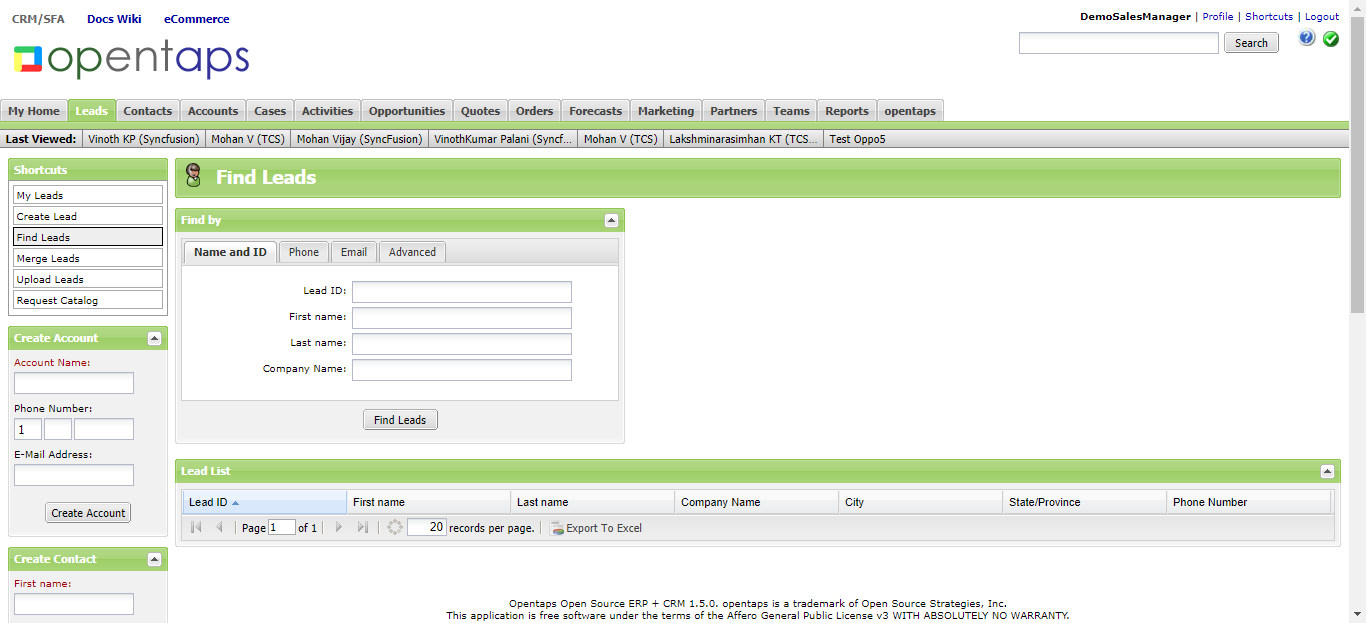 CRM/SFA Docs Wiki eCommerce
DemoSalesManager | Profile | Shortcuts | Logout
opentaps
Search
My Home Leads Contacts Accounts Cases Activities Opportunities Quotes Orders Forecasts Marketing Partners Teams Reports opentaps
Last Viewed: Vinoth KP (Syncfusion) Mohan V (TCS) Mohan Vijay (SyncFusion) VinothKumar Palani (Syncf... Mohan V (TCS) Lakshminarasimhan KT (TCS... Test Oppo5
Shortcuts
My Leads
Create Lead
Find Leads
Merge Leads
Upload Leads
Request Catalog
Create Account
Account Name:
Phone Number:
1
E-Mail Address:
Create Account
Create Contact
First name:
Find Leads
Find by
Name and ID Phone Email Advanced
Lead ID:
First name:
Last name:
Company Name:
Find Leads
Lead List
Lead ID First name Last name Company Name City State/Province Phone Number
Page 1 of 1 20 records per page. Export To Excel
Opentaps Open Source ERP + CRM 1.5.0. opentaps is a trademark of Open Source Strategies, Inc.
This application is free software under the terms of the Affero General Public License v3 WITH ABSOLUTELY NO WARRANTY.